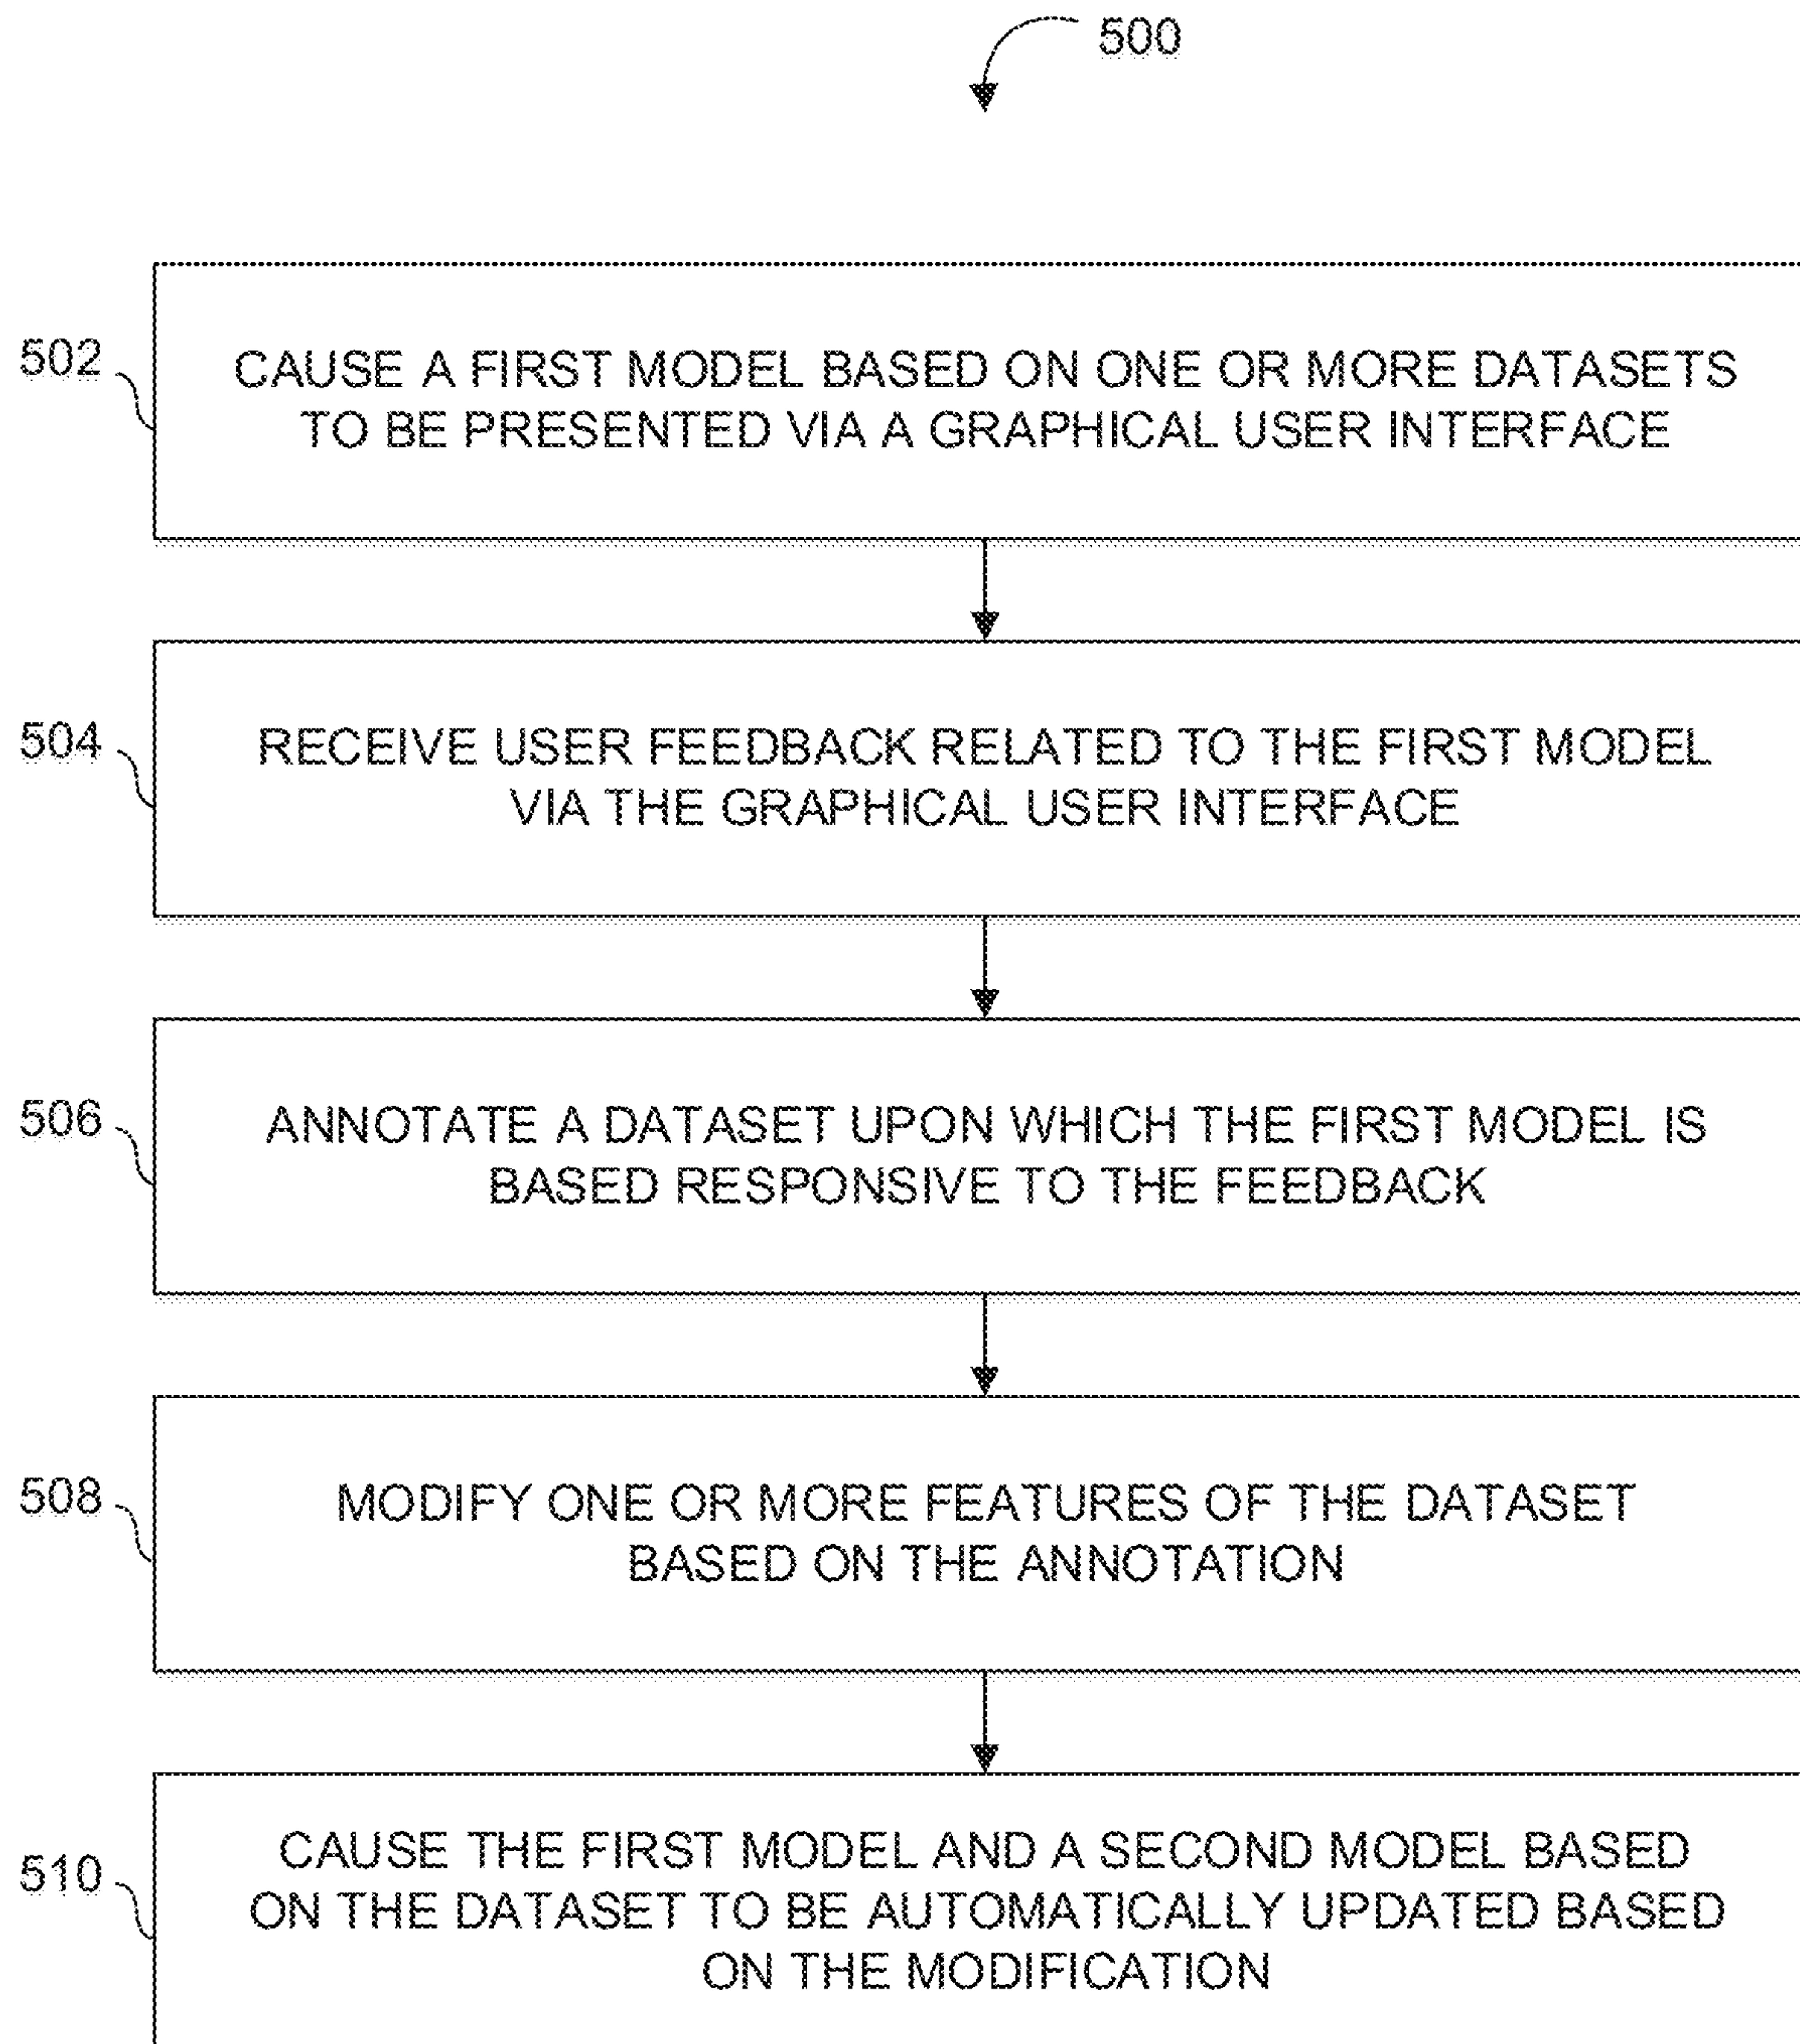 500
502
CAUSE A FIRST MODEL BASED ON ONE OR MORE DATASETS
TO BE PRESENTED VIA A GRAPHICAL USER INTERFACE
504
RECEIVE USER FEEDBACK RELATED TO THE FIRST MODEL
VIA THE GRAPHICAL USER INTERFACE
506
ANNOTATE A DATASET UPON WHICH THE FIRST MODEL IS
BASED RESPONSIVE TO THE FEEDBACK
508
MODIFY ONE OR MORE FEATURES OF THE DATASET
BASED ON THE ANNOTATION
510
CAUSE THE FIRST MODEL AND A SECOND MODEL BASED
ON THE DATASET TO BE AUTOMATICALLY UPDATED BASED
ON THE MODIFICATION